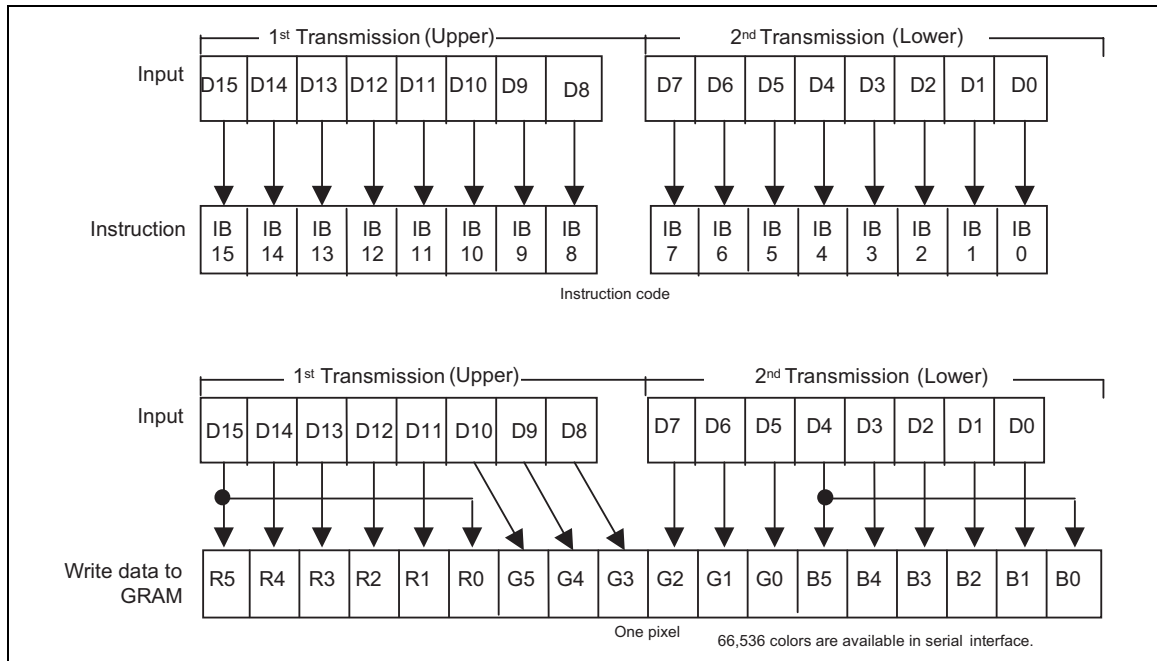 1st Transmission (Upper) 2nd Transmission (Lower)
Input D15 D14 D13 D12 D11 D10 D9 D8 D7 D6 D5 D4 D3 D2 D1 D0
Instruction IB 15 IB 14 IB 13 IB 12 IB 11 IB 10 IB 9 IB 8 IB 7 IB 6 IB 5 IB 4 IB 3 IB 2 IB 1 IB 0
Instruction code
1st Transmission (Upper) 2nd Transmission (Lower)
Input D15 D14 D13 D12 D11 D10 D9 D8 D7 D6 D5 D4 D3 D2 D1 D0
Write data to
GRAM
R5 R4 R3 R2 R1 R0 G5 G4 G3 G2 G1 G0 B5 B4 B3 B2 B1 B0
One pixel
66,536 colors are available in serial interface.